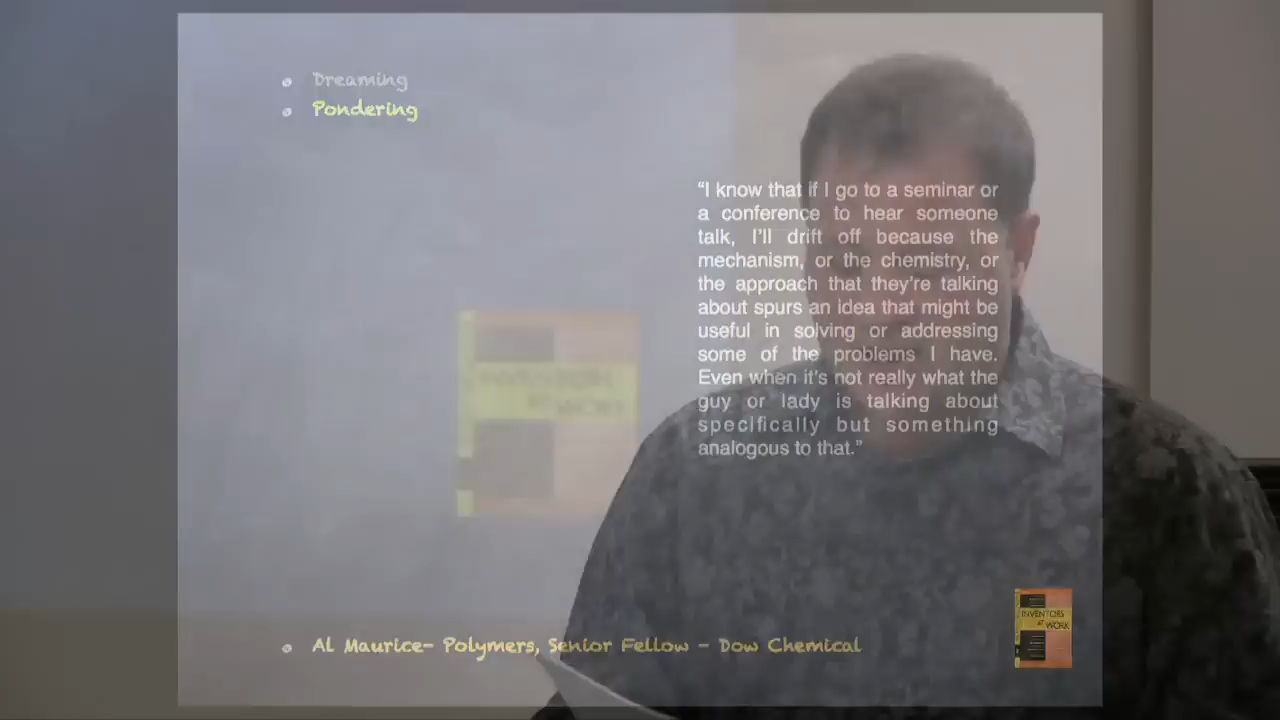 Dreaming
Pondering
“I know that if I go to a seminar or
a conference to hear someone
talk, I'll drift off because the
mechanism, or the chemistry, or
the approach that they're talking
about spurs an idea that might be
useful in solving or addressing
some of the problems I have.
Even when it's not really what the
guy or lady is talking about
specifically but something
analogous to that.”
Al Maurice- Polymers, Senior Fellow - Dow Chemical
INVENTORS
AT WORK